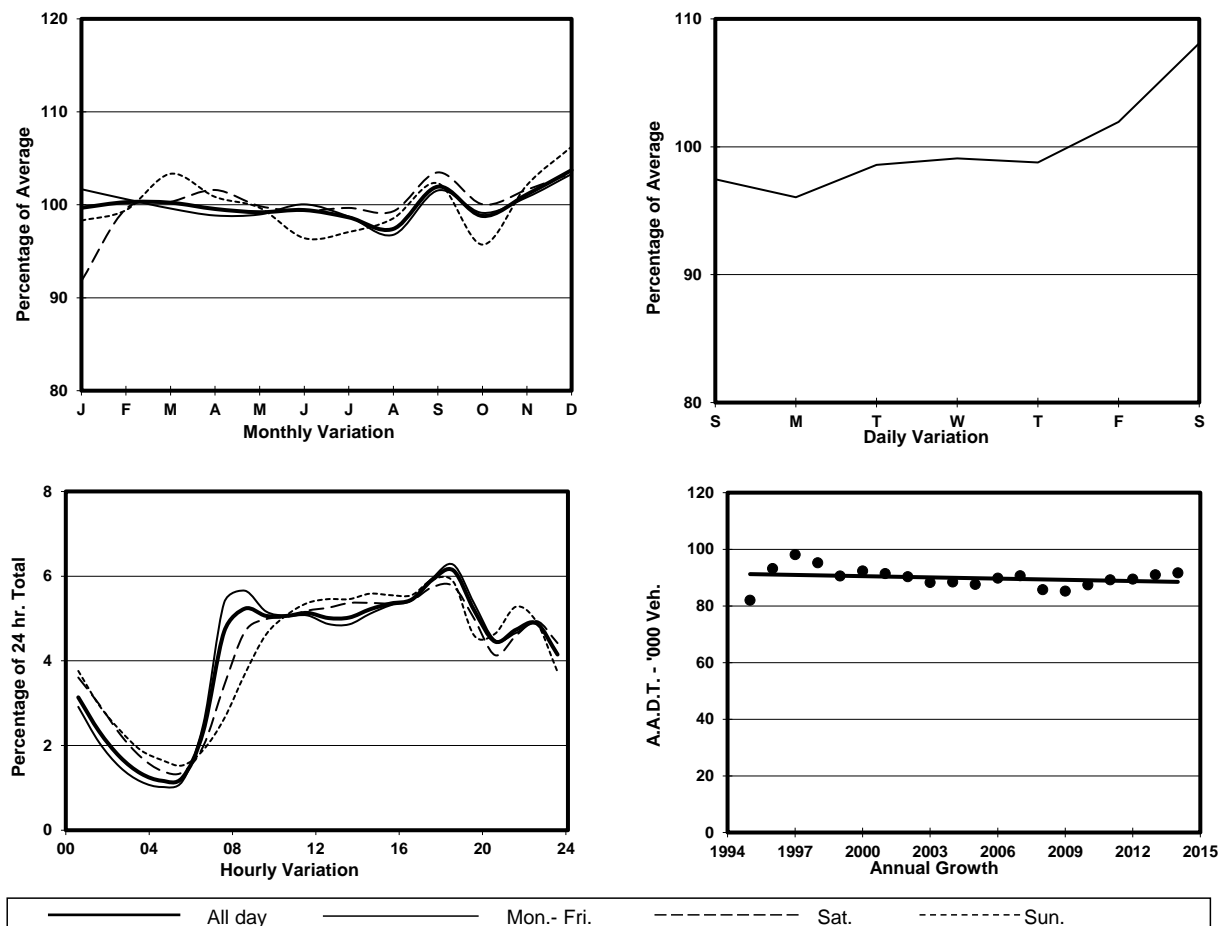 120
110
100
90
80
Percentage of Average
J F M A M J J A S O N D
Monthly Variation
110
100
90
80
Percentage of Average
S M T W T F S
Daily Variation
8
6
4
2
0
Percentage of 24 hr. Total
00 04 08 12 16 20 24
Hourly Variation
120
100
80
60
40
20
0
A.A.D.T. - '000 Veh.
1994 1997 2000 2003 2006 2009 2012 2015
Annual Growth
All day Mon.- Fri. Sat. Sun.